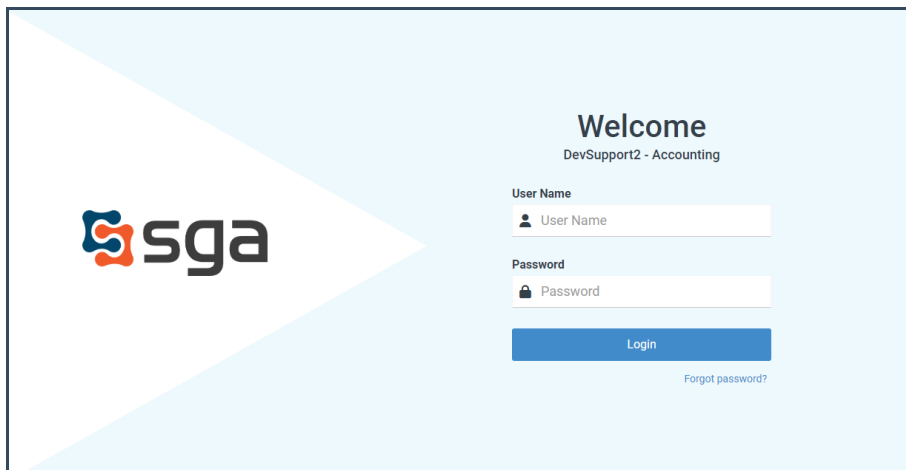 sga
Welcome
DevSupport2 - Accounting
User Name
User Name
Password
Password
Login
Forgot password?